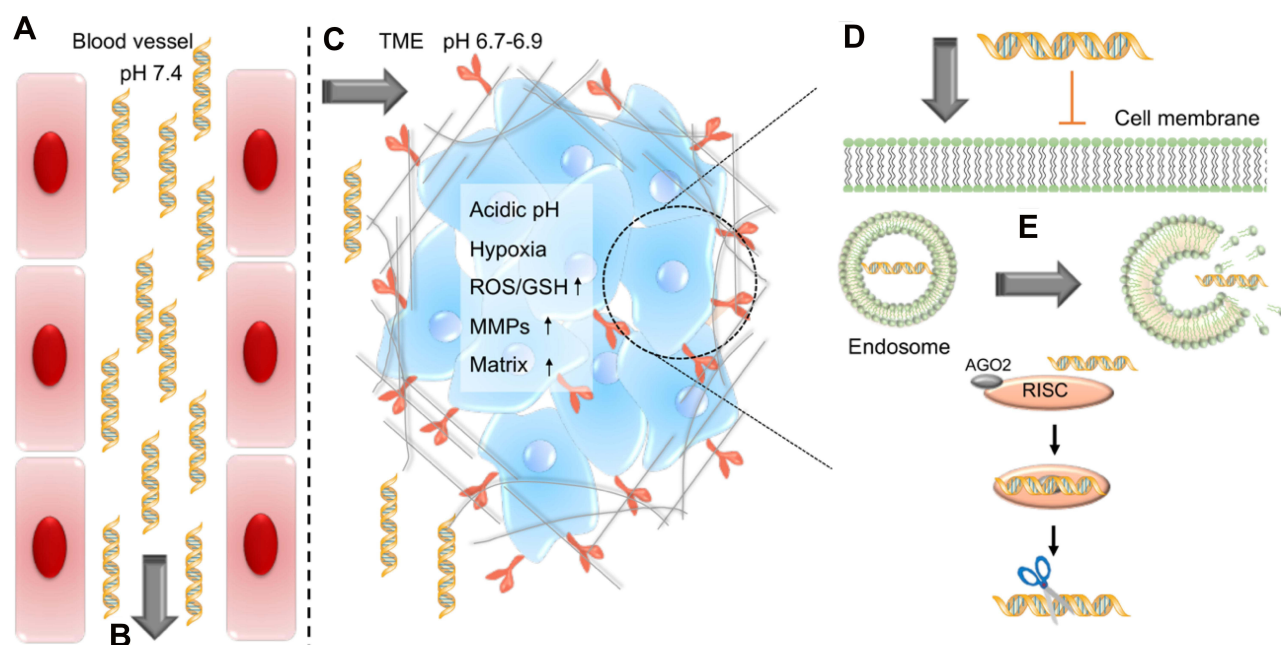 A
Blood vessel
pH 7.4
B
C
TME pH 6.7-6.9
Acidic pH
Hypoxia
ROS/GSH ↑
MMPs ↑
Matrix ↑
D
Cell membrane
E
Endosome
AGO2
RISC